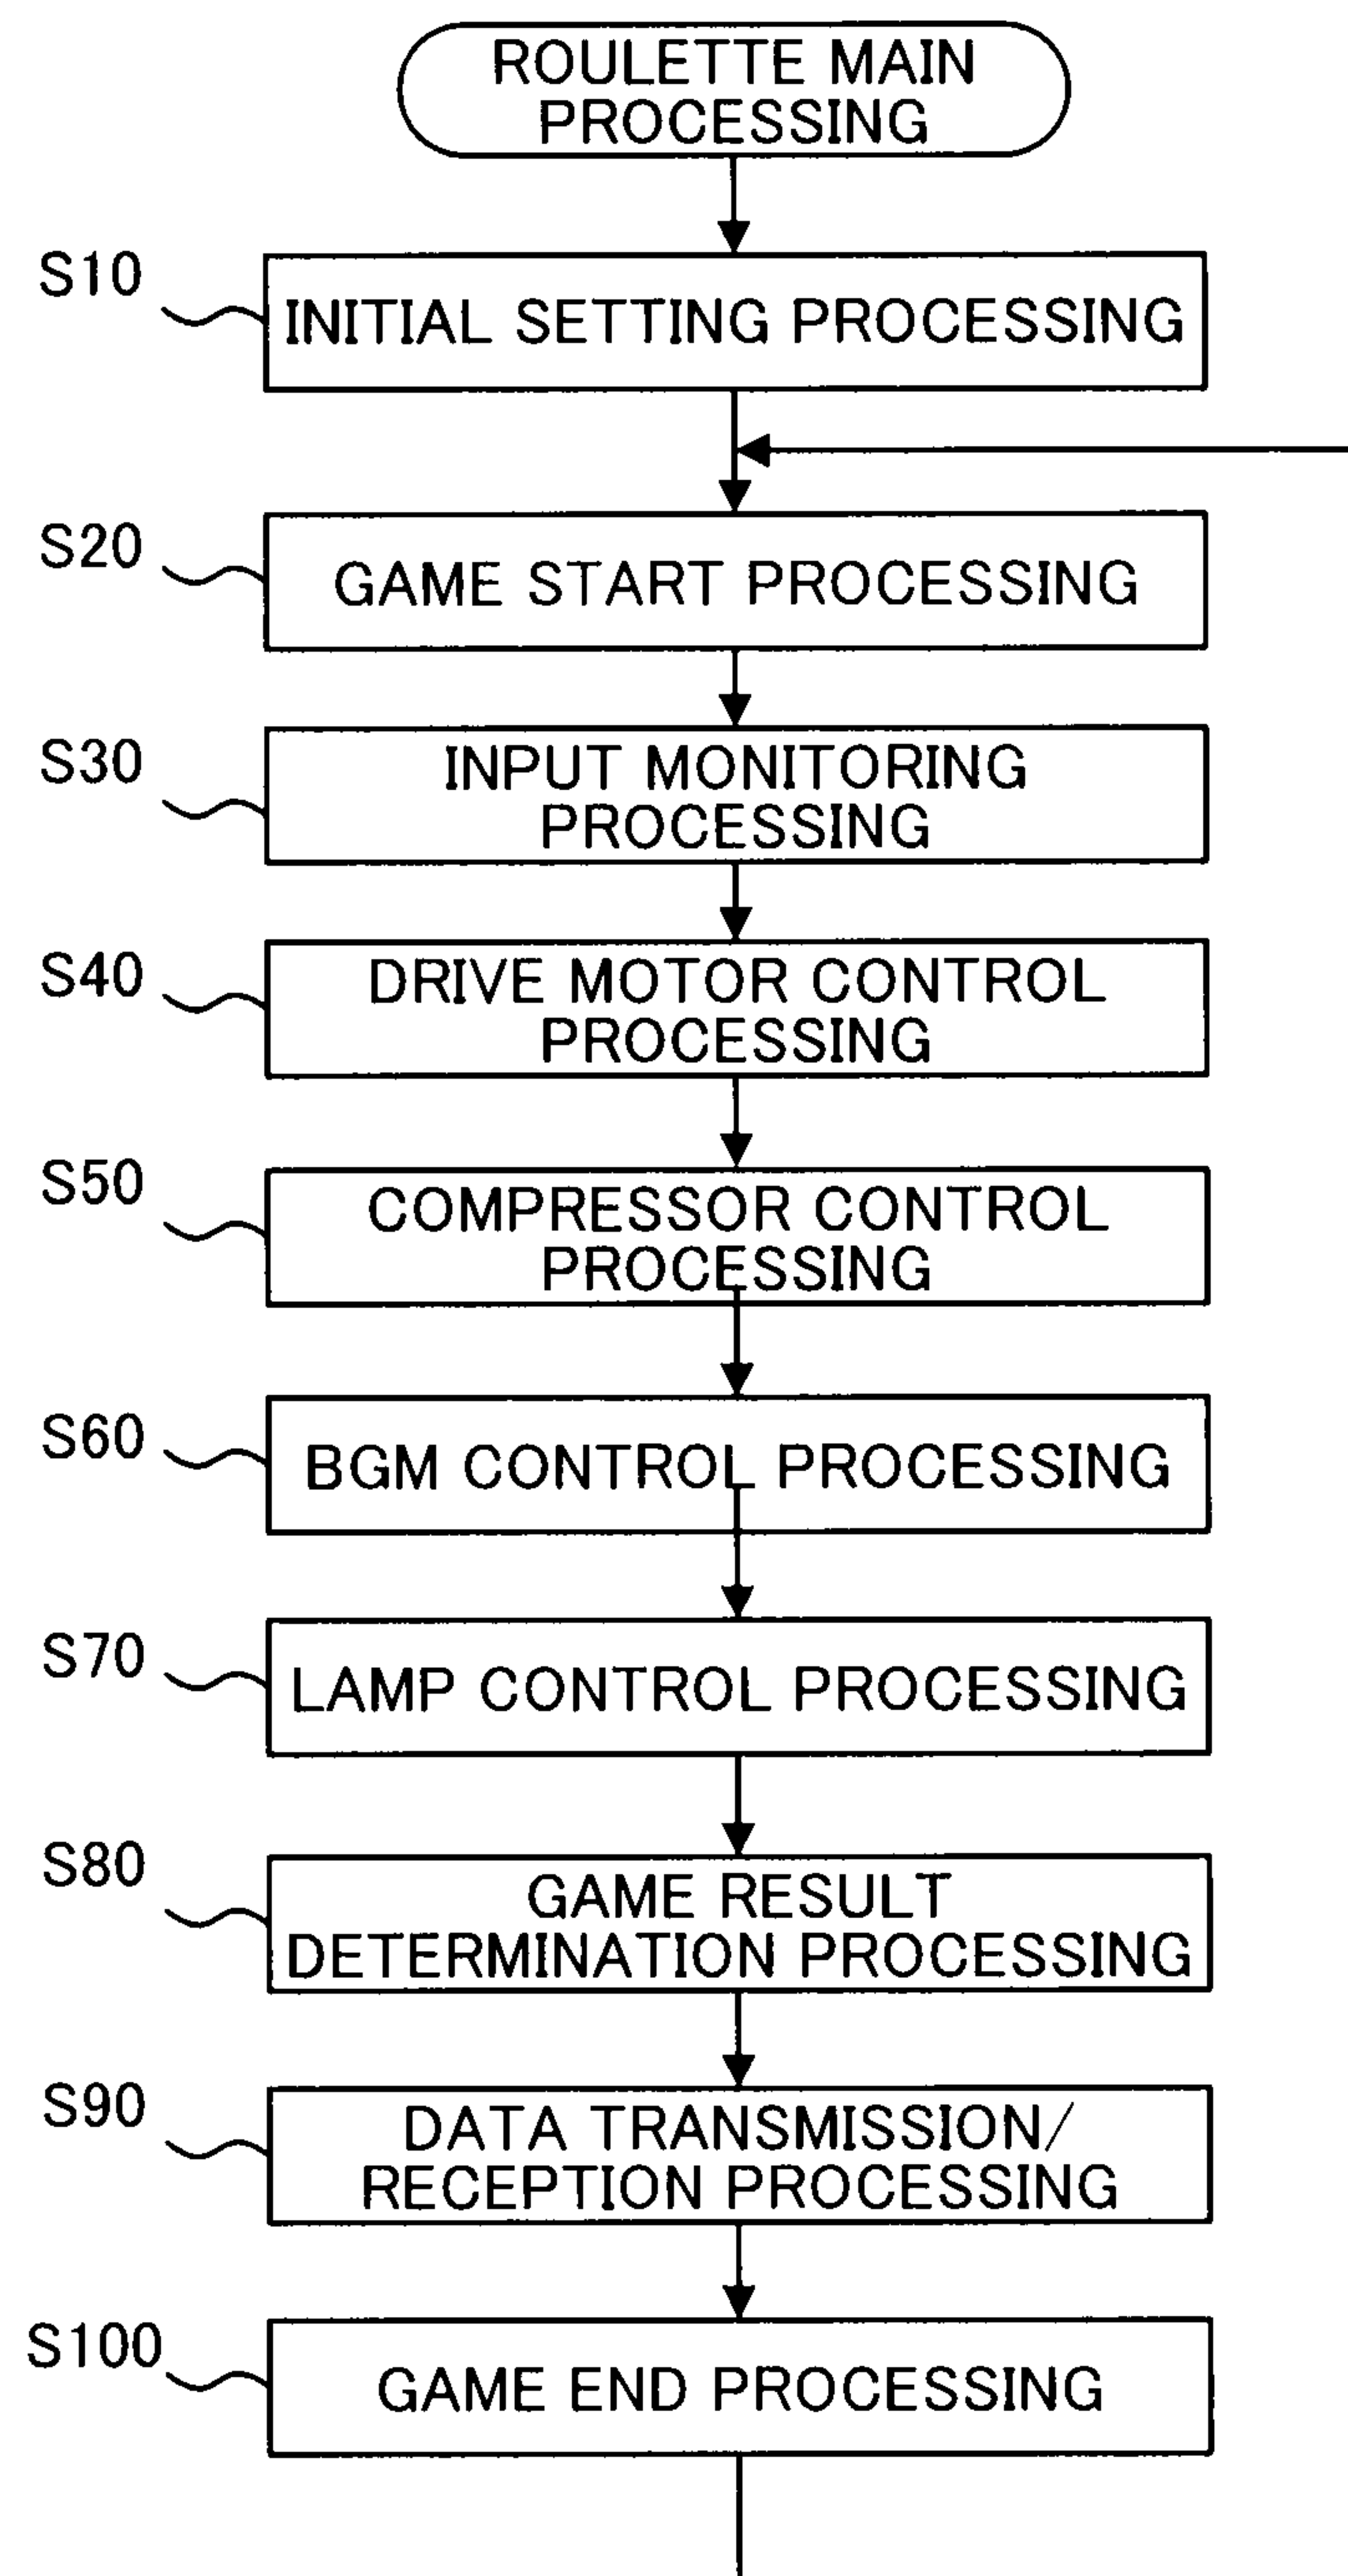 ROULETTE MAIN
PROCESSING
S10
INITIAL SETTING PROCESSING
S20
GAME START PROCESSING
S30
INPUT MONITORING
PROCESSING
S40
DRIVE MOTOR CONTROL
PROCESSING
S50
COMPRESSOR CONTROL
PROCESSING
S60
BGM CONTROL PROCESSING
S70
LAMP CONTROL PROCESSING
S80
GAME RESULT
DETERMINATION PROCESSING
S90
DATA TRANSMISSION/
RECEPTION PROCESSING
S100
GAME END PROCESSING